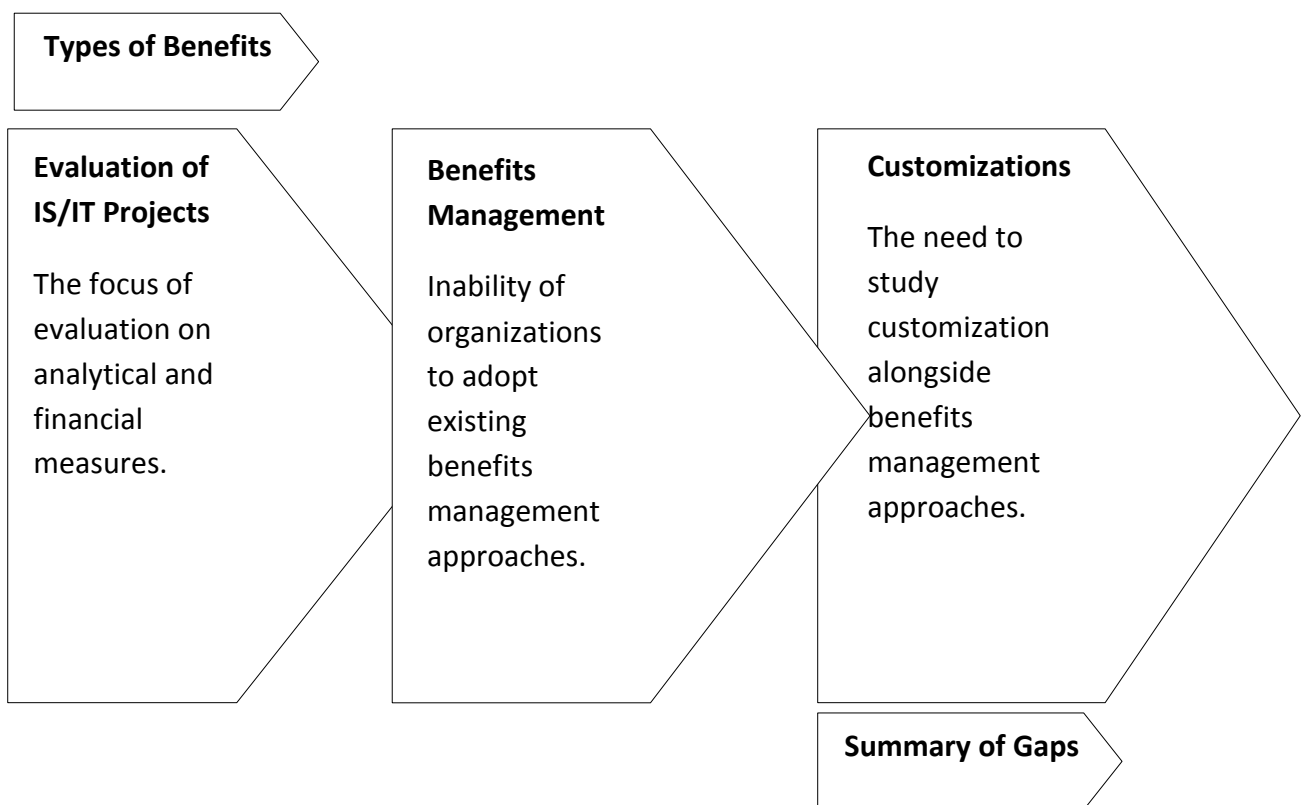 Types of Benefits
Evaluation of
IS/IT Projects
The focus of
evaluation on
analytical and
financial
measures.
Benefits
Management
Inability of
organizations
to adopt
existing
benefits
management
approaches.
Customizations
The need to
study
customization
alongside
benefits
management
approaches.
Summary of Gaps